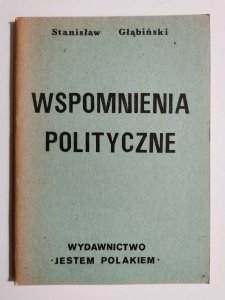 Stanisław Głąbiński
WSPOMNIENIA
POLITYCZNE
WYDAWNICTWO
"JESTEM POLAKIEM"